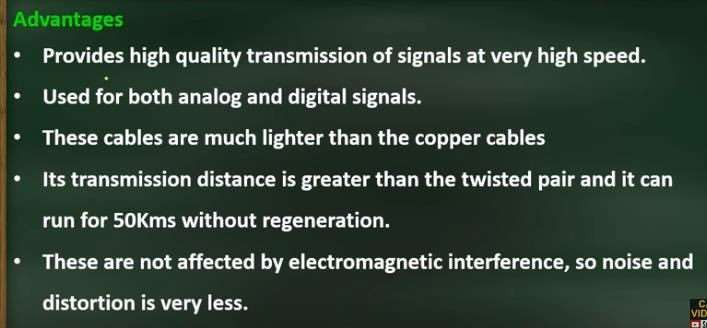 Advantages
• Provides high quality transmission of signals at very high speed.
• Used for both analog and digital signals.
• These cables are much lighter than the copper cables
• Its transmission distance is greater than the twisted pair and it can
run for 50Kms without regeneration.
• These are not affected by electromagnetic interference, so noise and
distortion is very less.